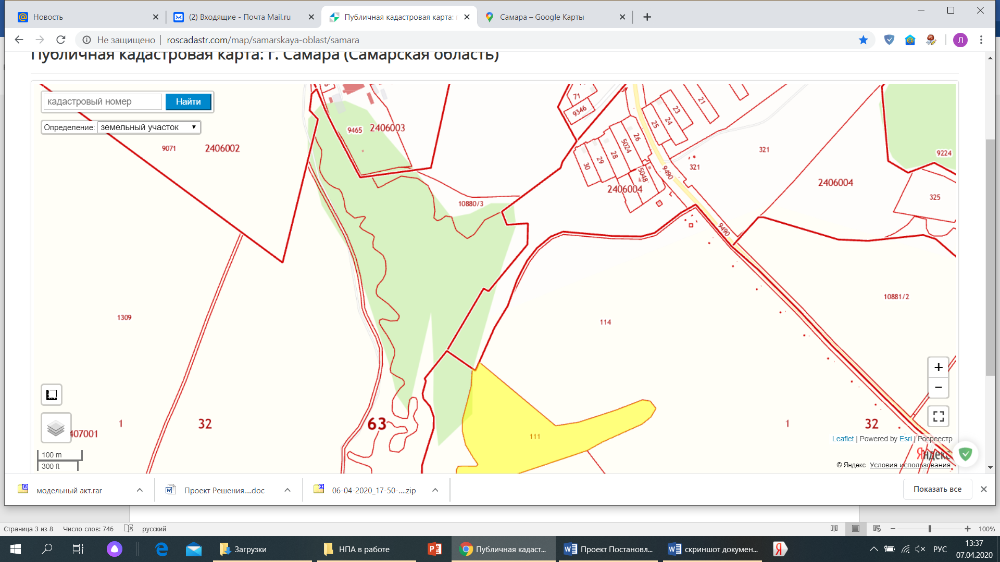 Новость
(2) Входящие - Почта Mail.ru
Публичная кадастровая карта:
Самара – Google Карты
Не защищено
roscadastr.com/map/samarskaya-oblast/samara
Л
Публичная кадастровая карта: г. Самара (Самарская область)
кадастровый номер
Найти
Определение:
земельный участок
9071
2406002
9465
2406003
71
9346
21
23
24
25
26
5024
28
29
30
5048
2406004
9490
321
321
9224
2406004
325
10880/3
9490
10881/2
1309
114
1
32
63
111
1
32
407001
100 m
300 ft
+
−
Leaflet | Powered by Esri | Росреестр
Яндекс
© Яндекс Условия использования
модельный акт.rar
Проект Решения....doc
06-04-2020_17-50-....zip
Показать все
Страница 3 из 8
Число слов: 746
русский
100%
Загрузки
НПА в работе
Публичная кадаст...
Проект Постановл...
скриншот докумен...
РУС
13:37
07.04.2020